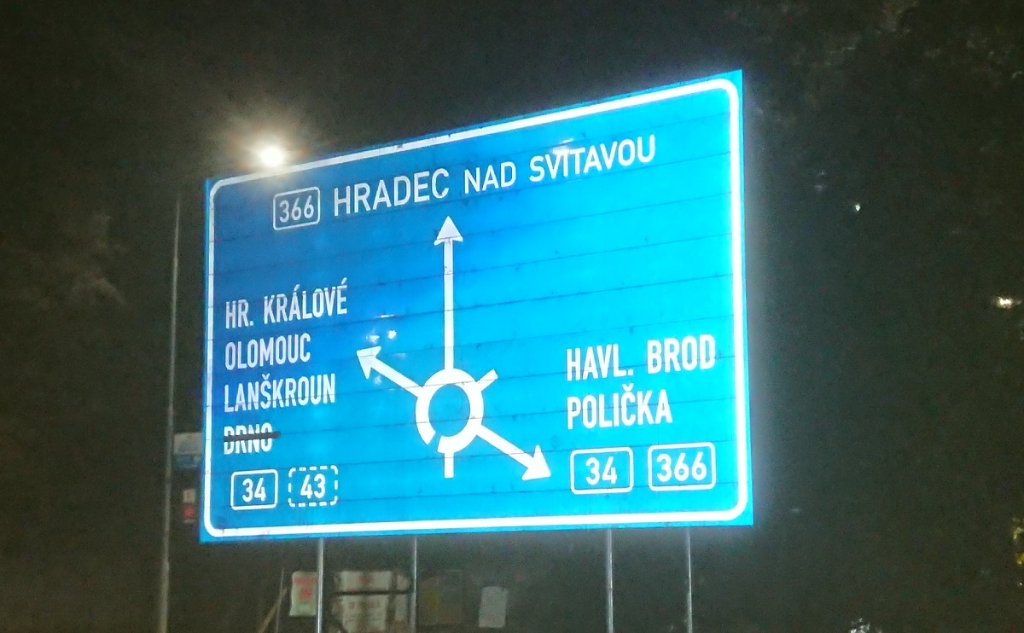 366 HRADEC NAD SVITAVOU
HR. KRÁLOVÉ
OLOMOUC
LANŠKROUN
BRNO
34 43
HAVL. BROD
POLIČKA
34 366